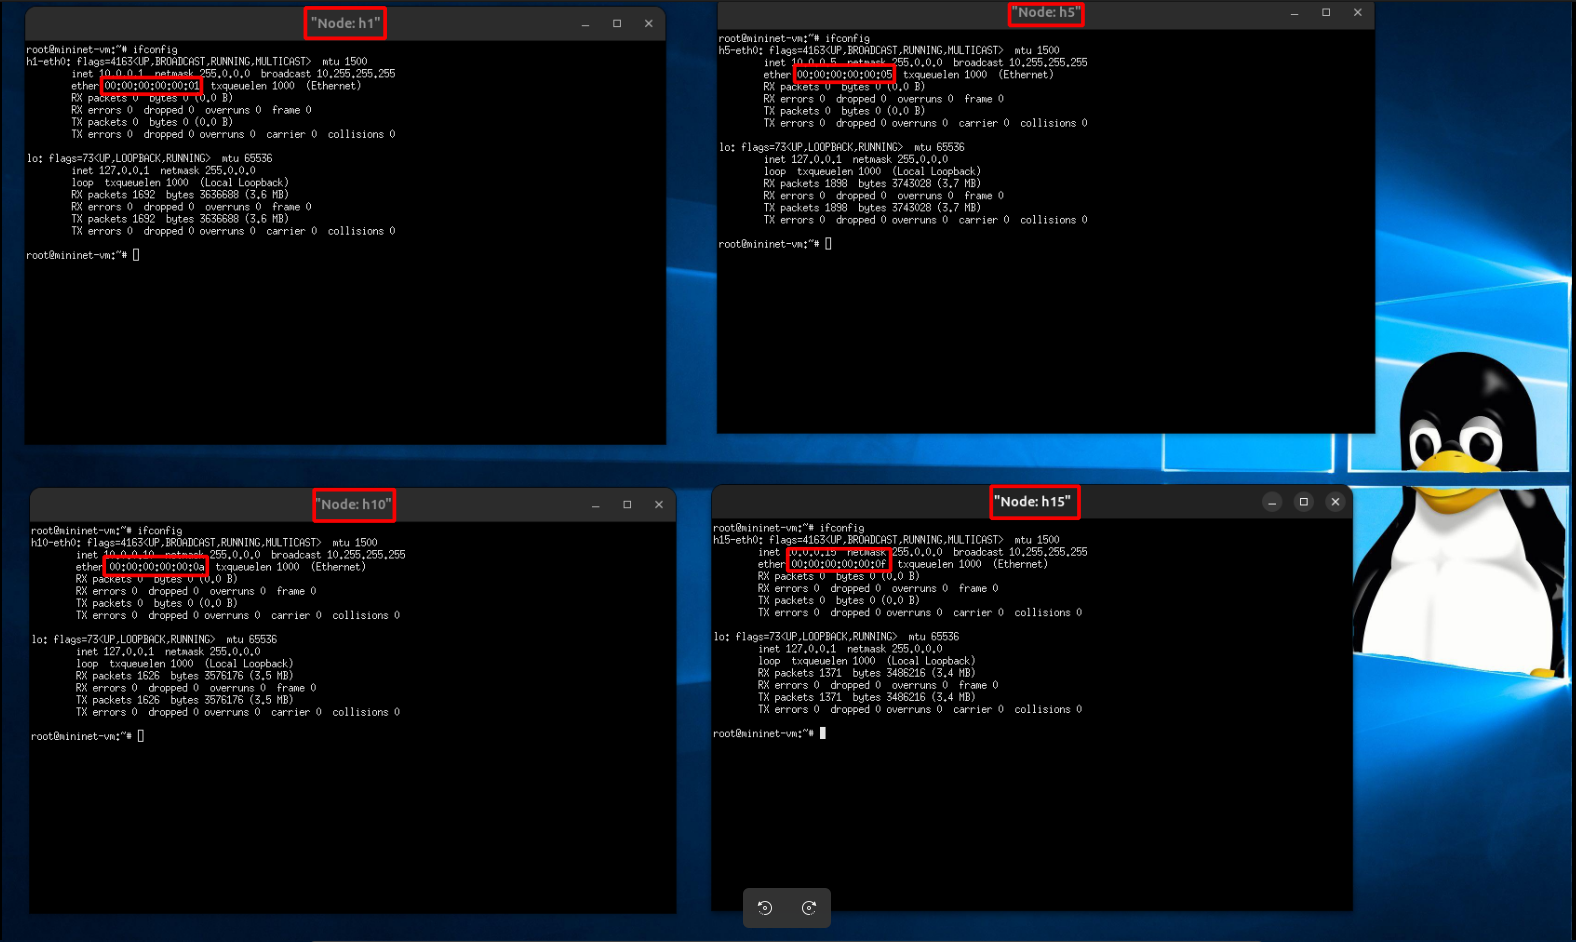 "Node: h1"
root@mininet-vm:~# ifconfig
h1-eth0: flags=4163<UP,BROADCAST,RUNNING,MULTICAST>  mtu 1500
inet 10.0.0.1  netmask 255.0.0.0  broadcast 10.255.255.255
ether 00:00:00:00:00:01  txqueuelen 1000  (Ethernet)
RX packets 0  bytes 0 (0.0 B)
RX errors 0  dropped 0  overruns 0  frame 0
TX packets 0  bytes 0 (0.0 B)
TX errors 0  dropped 0 overruns 0  carrier 0  collisions 0
lo: flags=73<UP,LOOPBACK,RUNNING>  mtu 65536
inet 127.0.0.1  netmask 255.0.0.0
loop  txqueuelen 1000  (Local Loopback)
RX packets 1692  bytes 3636688 (3.6 MB)
RX errors 0  dropped 0  overruns 0  frame 0
TX packets 1692  bytes 3636688 (3.6 MB)
TX errors 0  dropped 0 overruns 0  carrier 0  collisions 0
root@mininet-vm:~#
"Node: h5"
root@mininet-vm:~# ifconfig
h5-eth0: flags=4163<UP,BROADCAST,RUNNING,MULTICAST>  mtu 1500
inet 10.0.0.5  netmask 255.0.0.0  broadcast 10.255.255.255
ether 00:00:00:00:00:05  txqueuelen 1000  (Ethernet)
RX packets 0  bytes 0 (0.0 B)
RX errors 0  dropped 0  overruns 0  frame 0
TX packets 0  bytes 0 (0.0 B)
TX errors 0  dropped 0 overruns 0  carrier 0  collisions 0
lo: flags=73<UP,LOOPBACK,RUNNING>  mtu 65536
inet 127.0.0.1  netmask 255.0.0.0
loop  txqueuelen 1000  (Local Loopback)
RX packets 1898  bytes 3743028 (3.7 MB)
RX errors 0  dropped 0  overruns 0  frame 0
TX packets 1898  bytes 3743028 (3.7 MB)
TX errors 0  dropped 0 overruns 0  carrier 0  collisions 0
root@mininet-vm:~#
"Node: h10"
root@mininet-vm:~# ifconfig
h10-eth0: flags=4163<UP,BROADCAST,RUNNING,MULTICAST>  mtu 1500
inet 10.0.0.10  netmask 255.0.0.0  broadcast 10.255.255.255
ether 00:00:00:00:00:0a  txqueuelen 1000  (Ethernet)
RX packets 0  bytes 0 (0.0 B)
RX errors 0  dropped 0  overruns 0  frame 0
TX packets 0  bytes 0 (0.0 B)
TX errors 0  dropped 0 overruns 0  carrier 0  collisions 0
lo: flags=73<UP,LOOPBACK,RUNNING>  mtu 65536
inet 127.0.0.1  netmask 255.0.0.0
loop  txqueuelen 1000  (Local Loopback)
RX packets 1626  bytes 3576176 (3.5 MB)
RX errors 0  dropped 0  overruns 0  frame 0
TX packets 1626  bytes 3576176 (3.5 MB)
TX errors 0  dropped 0 overruns 0  carrier 0  collisions 0
root@mininet-vm:~#
"Node: h15"
root@mininet-vm:~# ifconfig
h15-eth0: flags=4163<UP,BROADCAST,RUNNING,MULTICAST>  mtu 1500
inet 10.0.0.15  netmask 255.0.0.0  broadcast 10.255.255.255
ether 00:00:00:00:00:0f  txqueuelen 1000  (Ethernet)
RX packets 0  bytes 0 (0.0 B)
RX errors 0  dropped 0  overruns 0  frame 0
TX packets 0  bytes 0 (0.0 B)
TX errors 0  dropped 0 overruns 0  carrier 0  collisions 0
lo: flags=73<UP,LOOPBACK,RUNNING>  mtu 65536
inet 127.0.0.1  netmask 255.0.0.0
loop  txqueuelen 1000  (Local Loopback)
RX packets 1371  bytes 3486216 (3.4 MB)
RX errors 0  dropped 0  overruns 0  frame 0
TX packets 1371  bytes 3486216 (3.4 MB)
TX errors 0  dropped 0 overruns 0  carrier 0  collisions 0
root@mininet-vm:~#